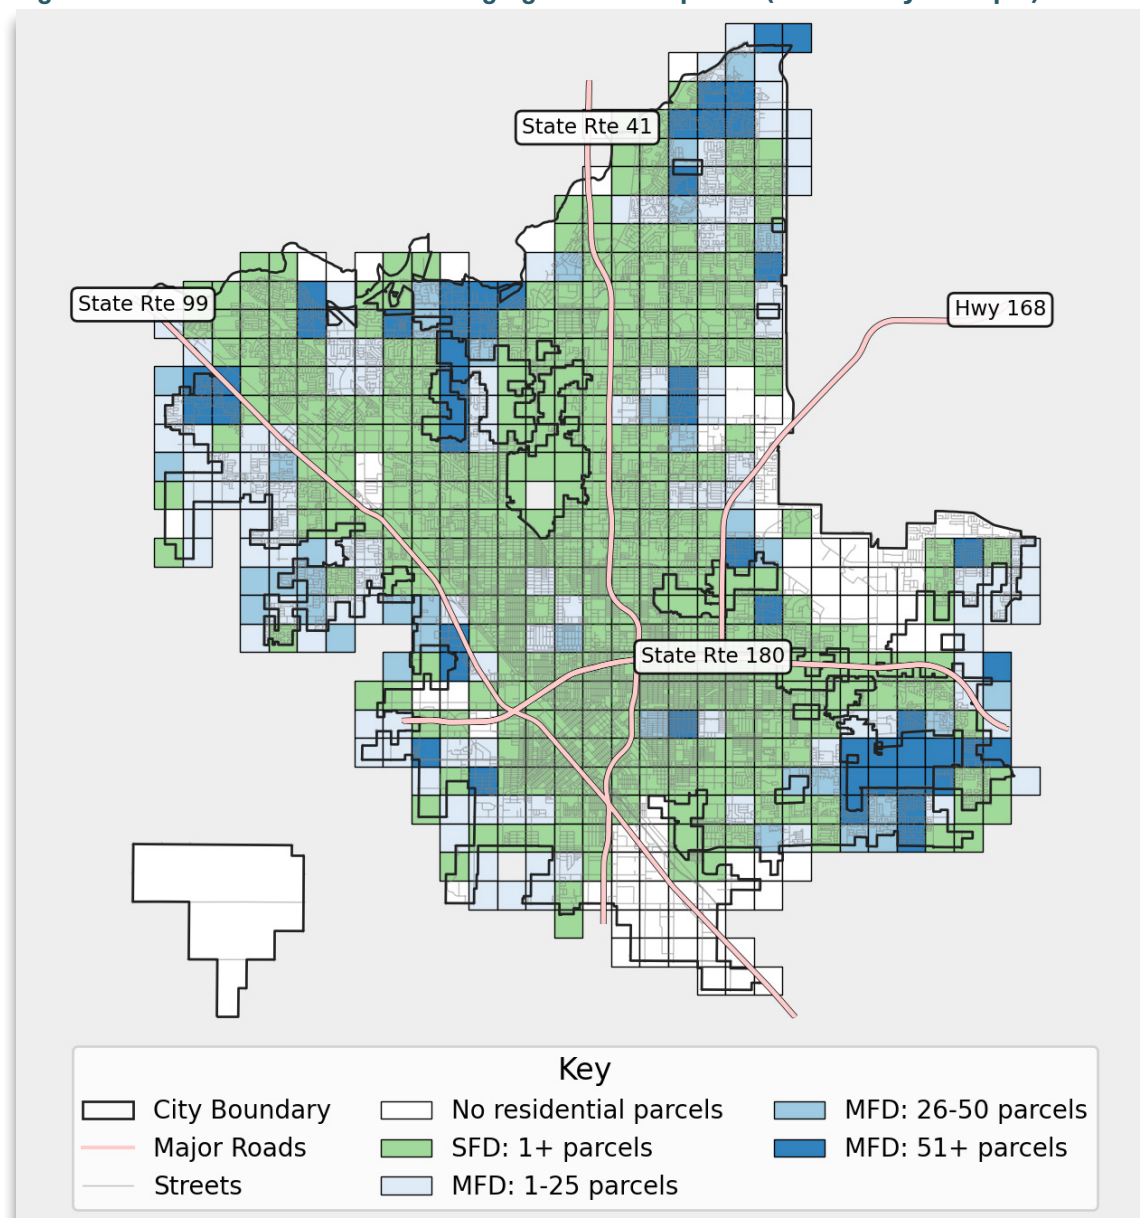 State Rte 41
State Rte 99
Hwy 168
State Rte 180
Key
City Boundary
No residential parcels
MFD: 26-50 parcels
Major Roads
SFD: 1+ parcels
MFD: 51+ parcels
Streets
MFD: 1-25 parcels